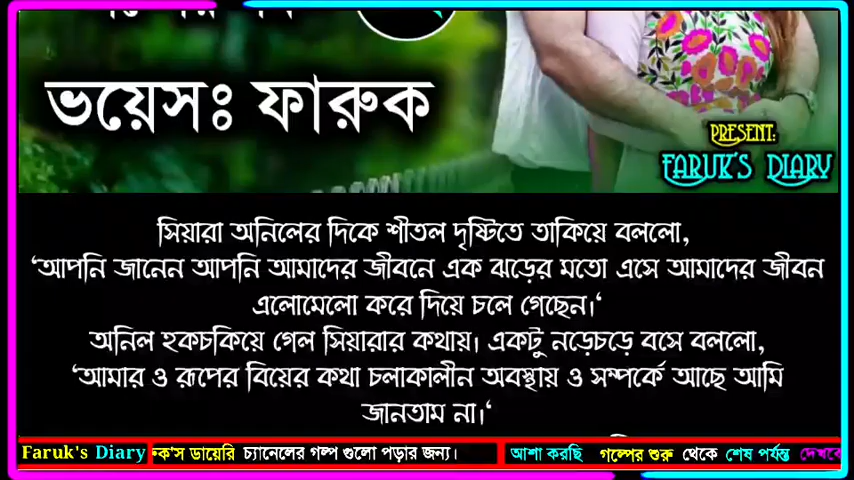 ভয়েসঃ ফারুক
PRESENT:
FARUK'S DIARY
সিয়ারা অনিলের দিকে শীতল দৃষ্টিতে তাকিয়ে বললো,
‘আপনি জানেন আপনি আমাদের জীবনে এক ঝড়ের মতো এসে আমাদের জীবন
এলোমেলো করে দিয়ে চলে গেছেন।‘
অনিল হকচকিয়ে গেল সিয়ারার কথায়। একটু নড়েচড়ে বসে বললো,
‘আমার ও রূপের বিয়ের কথা চলাকালীন অবস্থায় ও সম্পর্কে আছে আমি
জানতাম না।‘
Faruk's Diary ক'স ডায়েরি চ্যানেলের গল্প গুলো পড়ার জন্য। আশা করছি গল্পের শুরু থেকে শেষ পর্যন্ত